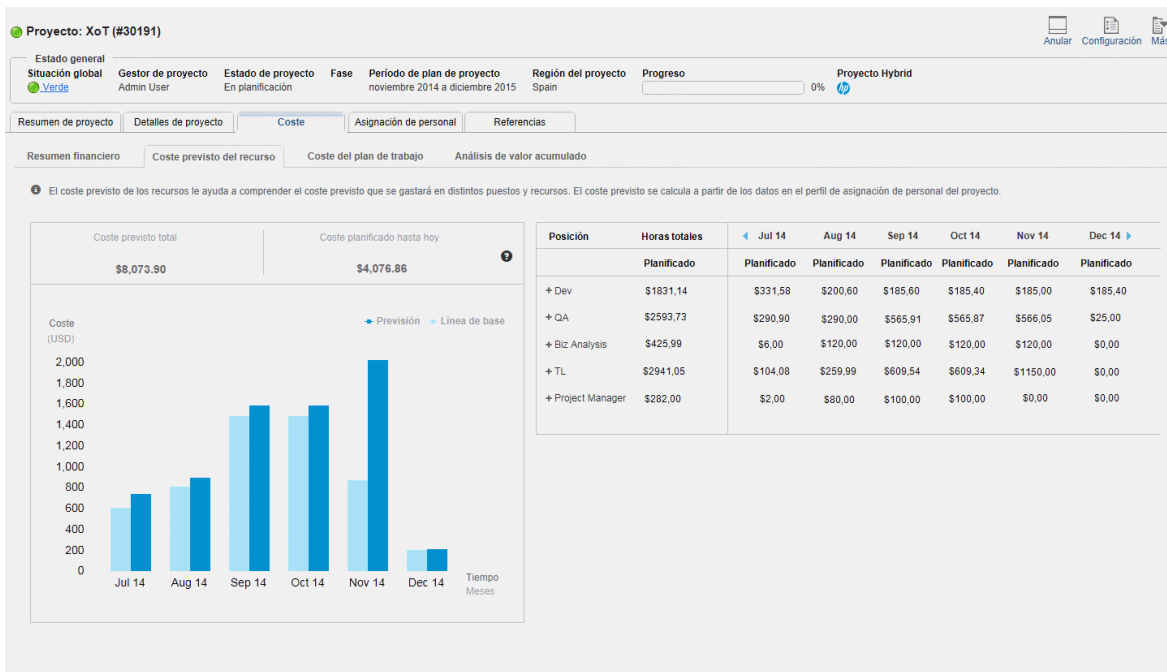 Proyecto: XoT (#30191)
Anular Configuración Más
Estado general
Situación global Gestor de proyecto Estado de proyecto Fase Período de plan de proyecto Región del proyecto Progreso Proyecto Hybrid
Verde Admin User En planificación noviembre 2014 a diciembre 2015 Spain 0% hp
Resumen de proyecto Detalles de proyecto Coste Asignación de personal Referencias
Resumen financiero Coste previsto del recurso Coste del plan de trabajo Análisis de valor acumulado
El coste previsto de los recursos le ayuda a comprender el coste previsto que se gastará en distintos puestos y recursos. El coste previsto se calcula a partir de los datos en el perfil de asignación de personal del proyecto.
Coste previsto total Coste planificado hasta hoy
$8,073.90 $4,076.86
Coste
(USD)
Previsión Línea de base
2,000
1,800
1,600
1,400
1,200
1,000
800
600
400
200
0
Jul 14 Aug 14 Sep 14 Oct 14 Nov 14 Dec 14
Tiempo
Meses
Posición Horas totales Jul 14 Aug 14 Sep 14 Oct 14 Nov 14 Dec 14
Planificado Planificado Planificado Planificado Planificado Planificado Planificado
+ Dev $1831,14 $331,58 $200,60 $185,60 $185,40 $185,00 $185,40
+ QA $2593,73 $290,90 $290,00 $565,91 $565,87 $566,05 $25,00
+ Biz Analysis $425,99 $6,00 $120,00 $120,00 $120,00 $120,00 $0,00
+ TL $2941,05 $104,08 $259,99 $609,54 $609,34 $1150,00 $0,00
+ Project Manager $282,00 $2,00 $80,00 $100,00 $100,00 $0,00 $0,00